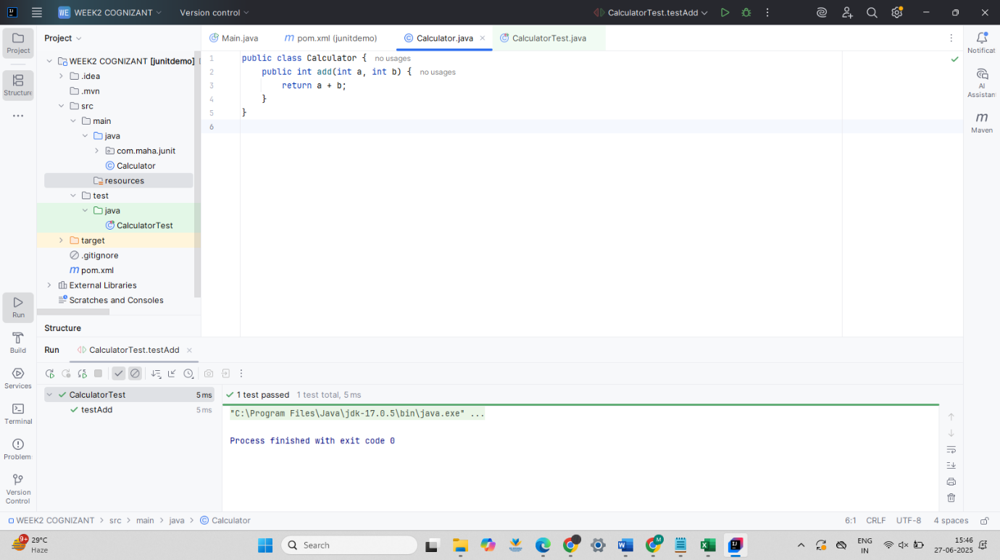 WE WEEK2 COGNIZANT Version control CalculatorTest.testAdd
Project
Structure
Run
Build
Services
Terminal
Problem
Version
Control
Project
WEEK2 COGNIZANT [junitdemo]
.idea
.mvn
src
main
java
com.maha.junit
Calculator
resources
test
java
CalculatorTest
target
.gitignore
m pom.xml
External Libraries
Scratches and Consoles
Structure
Main.java m pom.xml (junitdemo) Calculator.java CalculatorTest.java
1 public class Calculator { no usages
2 public int add(int a, int b) { no usages
3 return a + b;
4 }
5 }
6
Notificat
AI
Assistan
m
Maven
Run CalculatorTest.testAdd
CalculatorTest 5 ms
testAdd 5 ms
1 test passed 1 test total, 5 ms
"C:\Program Files\Java\jdk-17.0.5\bin\java.exe" ...
Process finished with exit code 0
WEEK2 COGNIZANT > src > main > java > Calculator 6:1 CRLF UTF-8 4 spaces
9+
29°C
Haze
Search
M
ENG
IN
15:46
27-06-2025